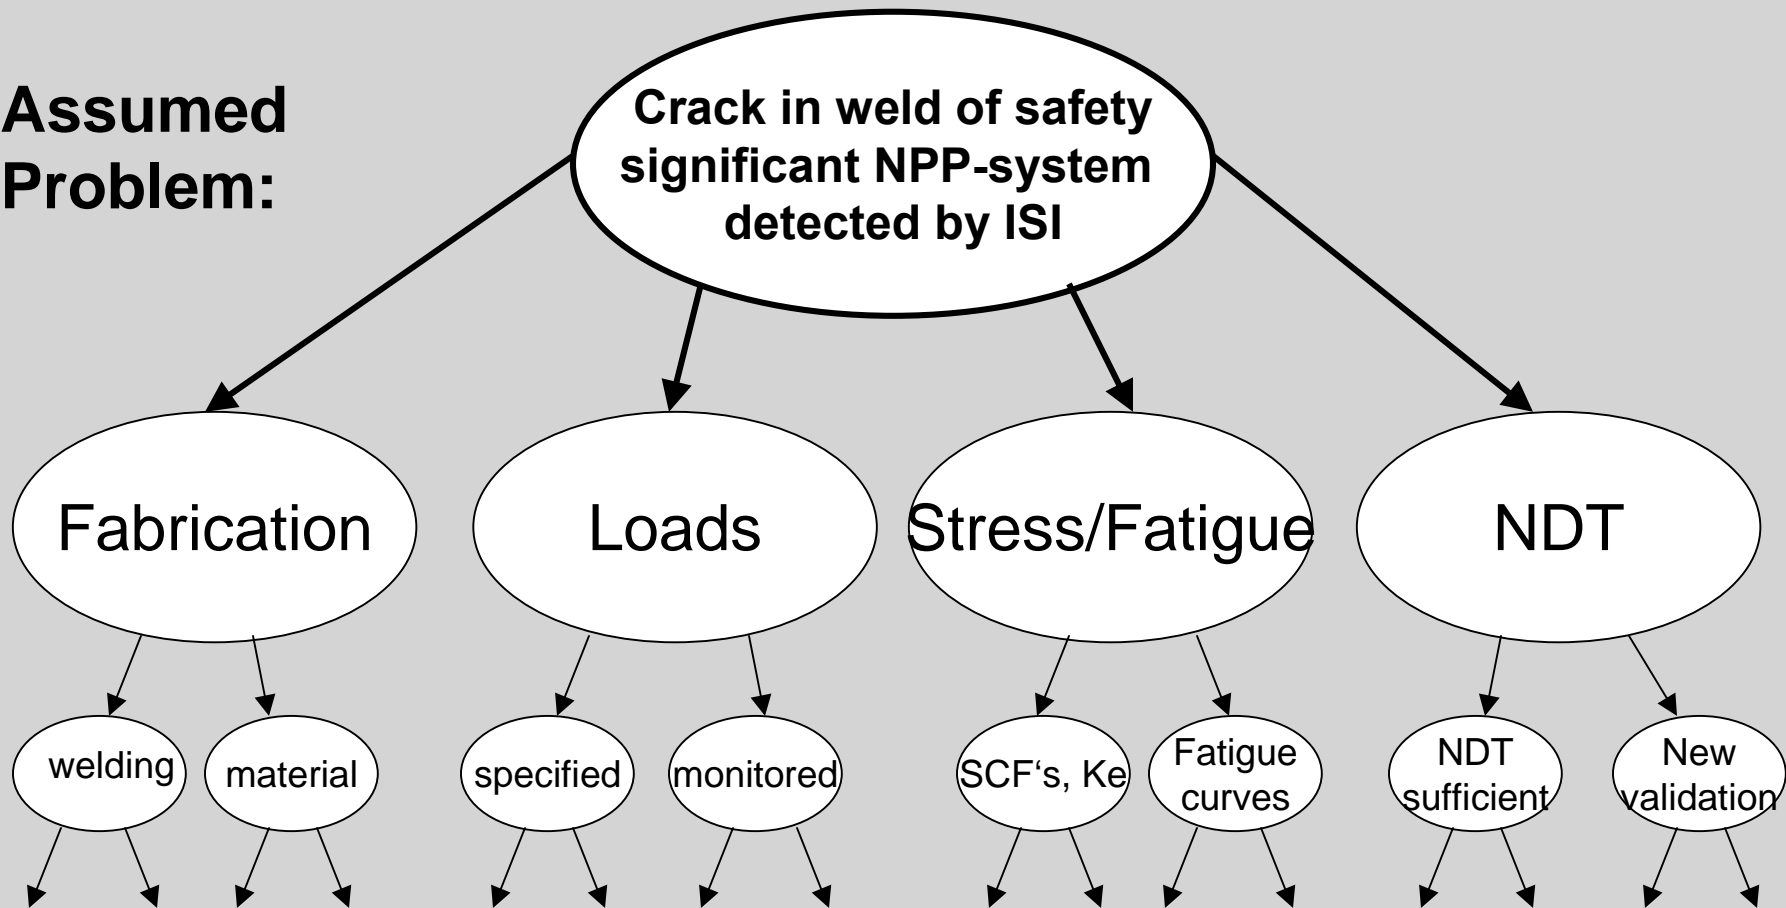 Assumed
Problem:
Crack in weld of safety
significant NPP-system
detected by ISI
Fabrication
Loads
Stress/Fatigue
NDT
welding
material
specified
monitored
SCF‘s, Ke
Fatigue
curves
NDT
sufficient
New
validation